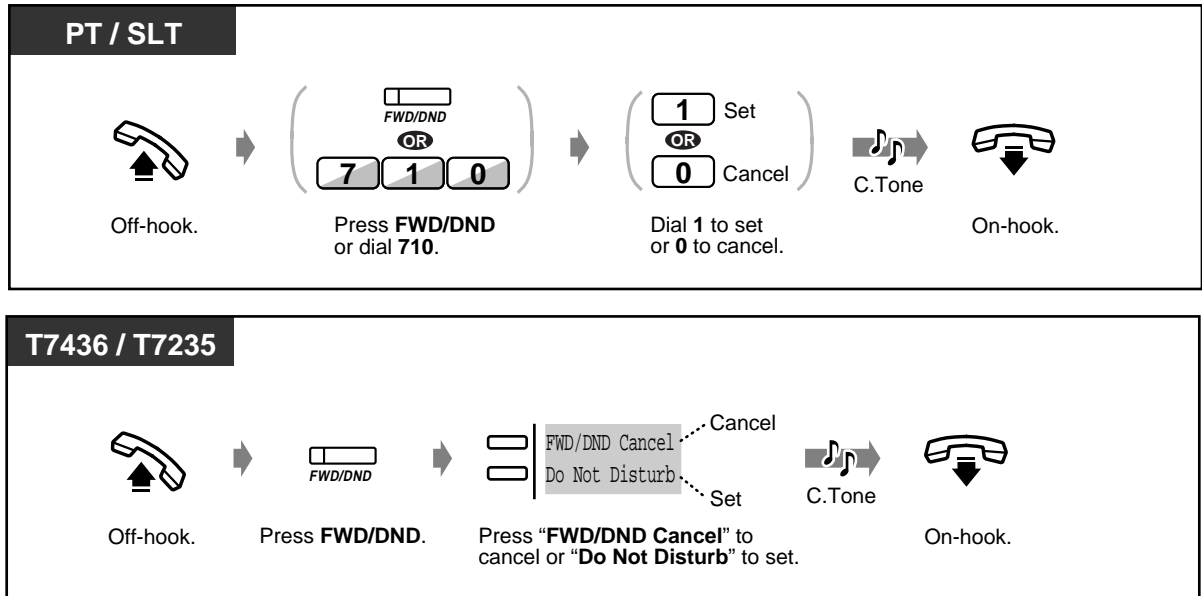 PT / SLT
FWD/DND
OR
7 1 0
1 Set
OR
0 Cancel
C.Tone
Off-hook.
Press FWD/DND
or dial 710.
Dial 1 to set
or 0 to cancel.
On-hook.
T7436 / T7235
FWD/DND
FWD/DND Cancel
Do Not Disturb
Cancel
Set
C.Tone
Off-hook.
Press FWD/DND.
Press “FWD/DND Cancel” to
cancel or “Do Not Disturb” to set.
On-hook.